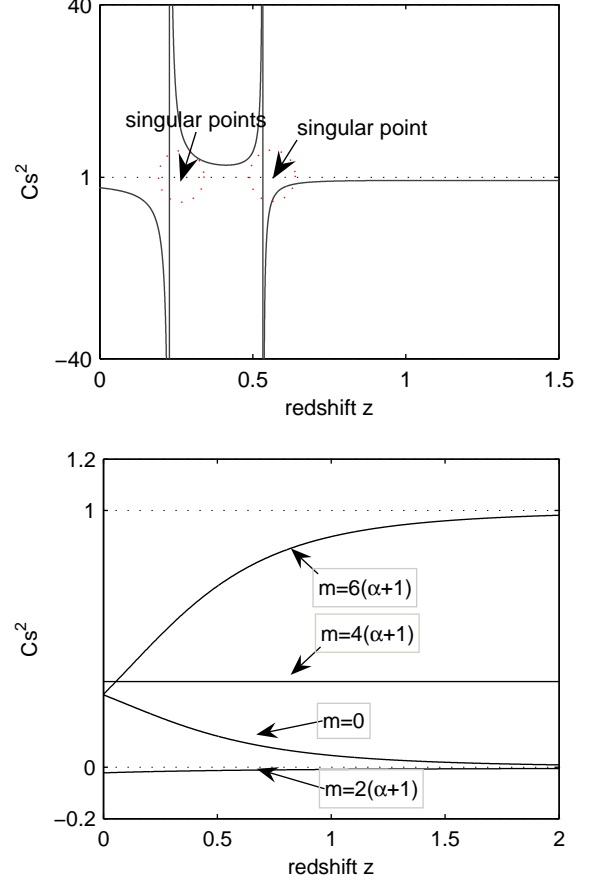 40
singular points
singular point
Cs²
1
−40
0
0.5
1
1.5
redshift z
1.2
1
m=6(α+1)
m=4(α+1)
Cs²
m=0
0
m=2(α+1)
−0.2
0
0.5
1
1.5
2
redshift z